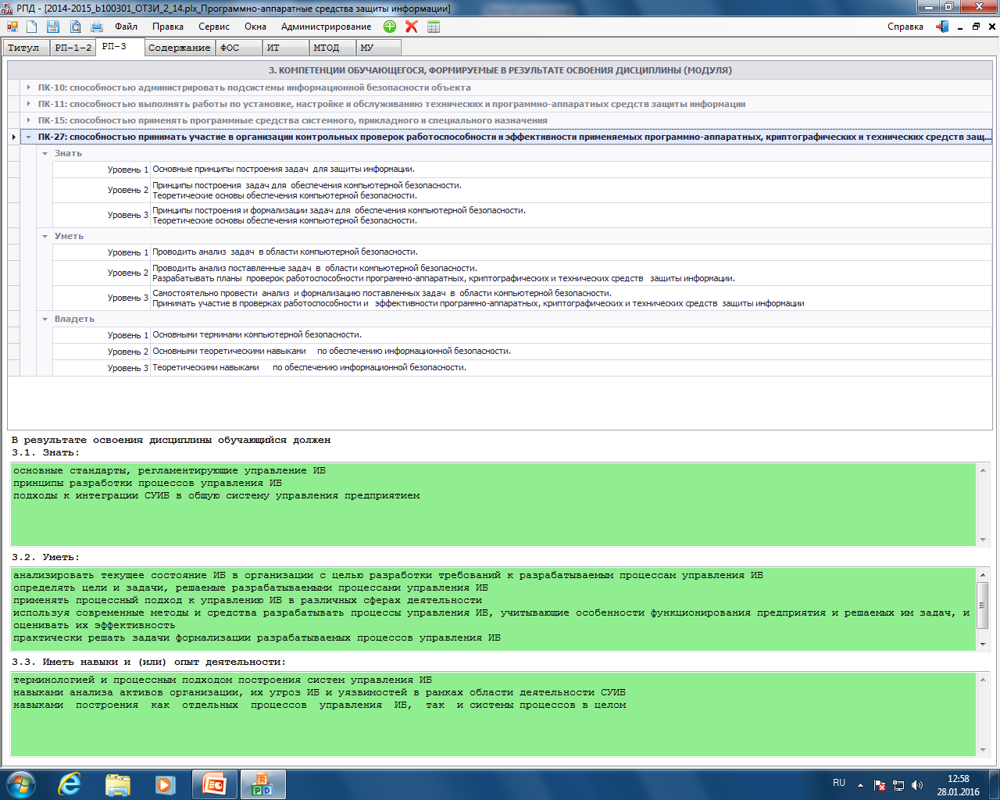 РПД - [2014-2015_b100301_ОТЗИ_2_14.plx_Программно-аппаратные средства защиты информации]
Файл Правка Сервис Окна Администрирование Справка
Титул РП-1-2 РП-3 Содержание ФОС ИТ МТОД МУ
3. КОМПЕТЕНЦИИ ОБУЧАЮЩЕГОСЯ, ФОРМИРУЕМЫЕ В РЕЗУЛЬТАТЕ ОСВОЕНИЯ ДИСЦИПЛИНЫ (МОДУЛЯ)
ПК-10: способностью администрировать подсистемы информационной безопасности объекта
ПК-11: способностью выполнять работы по установке, настройке и обслуживанию технических и программно-аппаратных средств защиты информации
ПК-15: способностью применять программные средства системного, прикладного и специального назначения
ПК-27: способностью принимать участие в организации контрольных проверок работоспособности и эффективности применяемых программно-аппаратных, криптографических и технических средств защ...
Знать
Уровень 1 Основные принципы построения задач для защиты информации.
Уровень 2 Принципы построения задач для обеспечения компьютерной безопасности.
Теоретические основы обеспечения компьютерной безопасности.
Уровень 3 Принципы построения и формализации задач для обеспечения компьютерной безопасности.
Теоретические основы обеспечения компьютерной безопасности.
Уметь
Уровень 1 Проводить анализ задач в области компьютерной безопасности.
Уровень 2 Проводить анализ поставленные задач в области компьютерной безопасности.
Разрабатывать планы проверок работоспособности программно-аппаратных, криптографических и технических средств защиты информации.
Уровень 3 Самостоятельно провести анализ и формализацию поставленных задач в области компьютерной безопасности.
Принимать участие в проверках работоспособности и эффективности программно-аппаратных, криптографических и технических средств защиты информации
Владеть
Уровень 1 Основными терминами компьютерной безопасности.
Уровень 2 Основными теоретическими навыками по обеспечению информационной безопасности.
Уровень 3 Теоретическими навыками по обеспечению информационной безопасности.
В результате освоения дисциплины обучающийся должен
3.1. Знать:
основные стандарты, регламентирующие управление ИБ
принципы разработки процессов управления ИБ
подходы к интеграции СУИБ в общую систему управления предприятием
3.2. Уметь:
анализировать текущее состояние ИБ в организации с целью разработки требований к разрабатываемым процессам управления ИБ
определять цели и задачи, решаемые разрабатываемыми процессами управления ИБ
применять процессный подход к управлению ИБ в различных сферах деятельности
используя современные методы и средства разрабатывать процессы управления ИБ, учитывающие особенности функционирования предприятия и решаемых им задач, и
оценивать их эффективность
практически решать задачи формализации разрабатываемых процессов управления ИБ
3.3. Иметь навыки и (или) опыт деятельности:
терминологией и процессным подходом построения систем управления ИБ
навыками анализа активов организации, их угроз ИБ и уязвимостей в рамках области деятельности СУИБ
навыками построения как отдельных процессов управления ИБ, так и системы процессов в целом
RU 12:58
28.01.2016